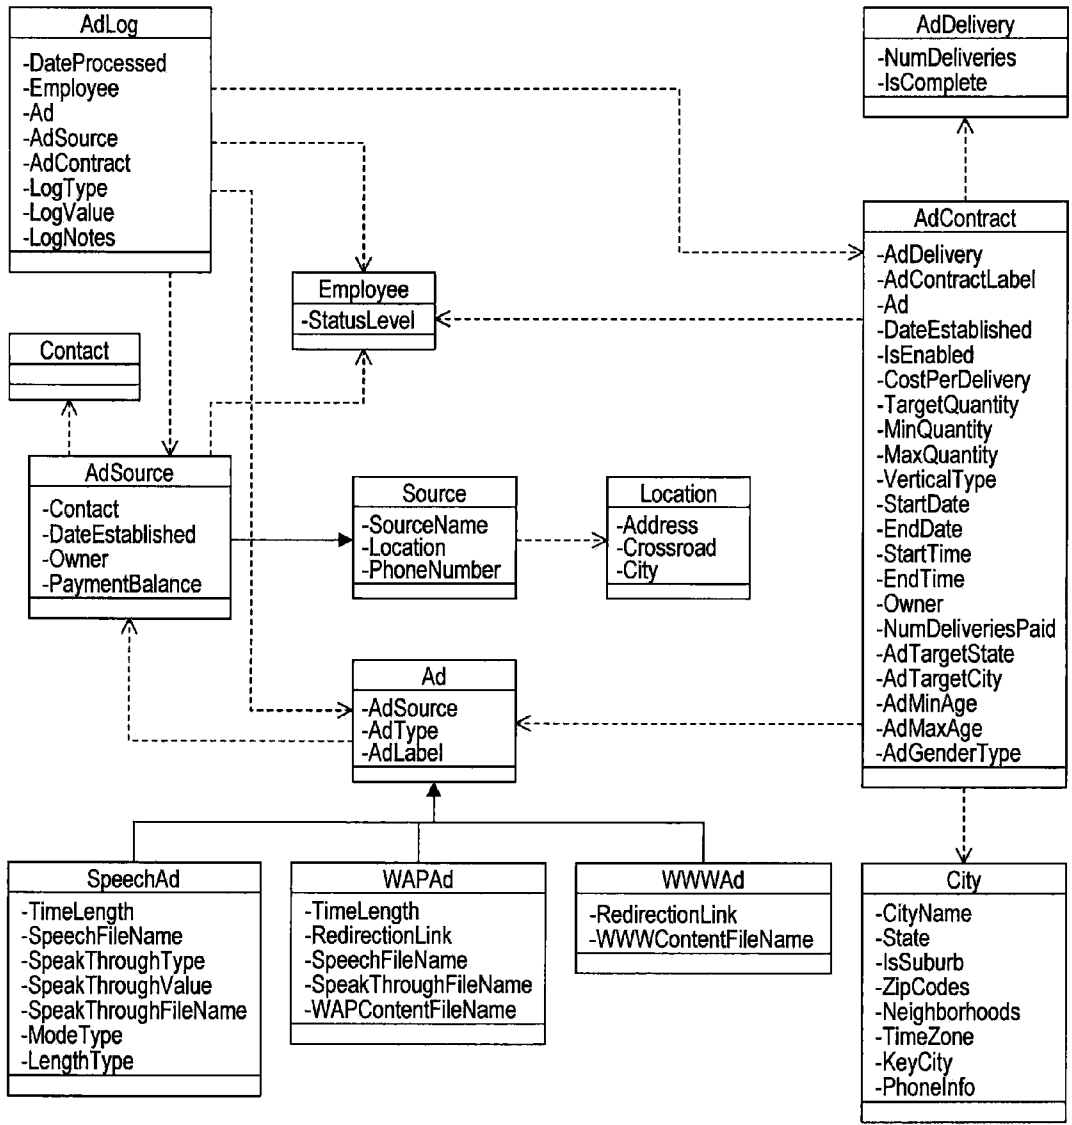 AdLog
-DateProcessed
-Employee
-Ad
-AdSource
-AdContract
-LogType
-LogValue
-LogNotes
AdDelivery
-NumDeliveries
-IsComplete
AdContract
-AdDelivery
-AdContractLabel
-Ad
-DateEstablished
-IsEnabled
-CostPerDelivery
-TargetQuantity
-MinQuantity
-MaxQuantity
-VerticalType
-StartDate
-EndDate
-StartTime
-EndTime
-Owner
-NumDeliveriesPaid
-AdTargetState
-AdTargetCity
-AdMinAge
-AdMaxAge
-AdGenderType
Employee
-StatusLevel
Contact
AdSource
-Contact
-DateEstablished
-Owner
-PaymentBalance
Source
-SourceName
-Location
-PhoneNumber
Location
-Address
-Crossroad
-City
Ad
-AdSource
-AdType
-AdLabel
SpeechAd
-TimeLength
-SpeechFileName
-SpeakThroughType
-SpeakThroughValue
-SpeakThroughFileName
-ModeType
-LengthType
WAPAd
-TimeLength
-RedirectionLink
-SpeechFileName
-SpeakThroughFileName
-WAPContentFileName
WWWAd
-RedirectionLink
-WWWContentFileName
City
-CityName
-State
-IsSuburb
-ZipCodes
-Neighborhoods
-TimeZone
-KeyCity
-PhoneInfo